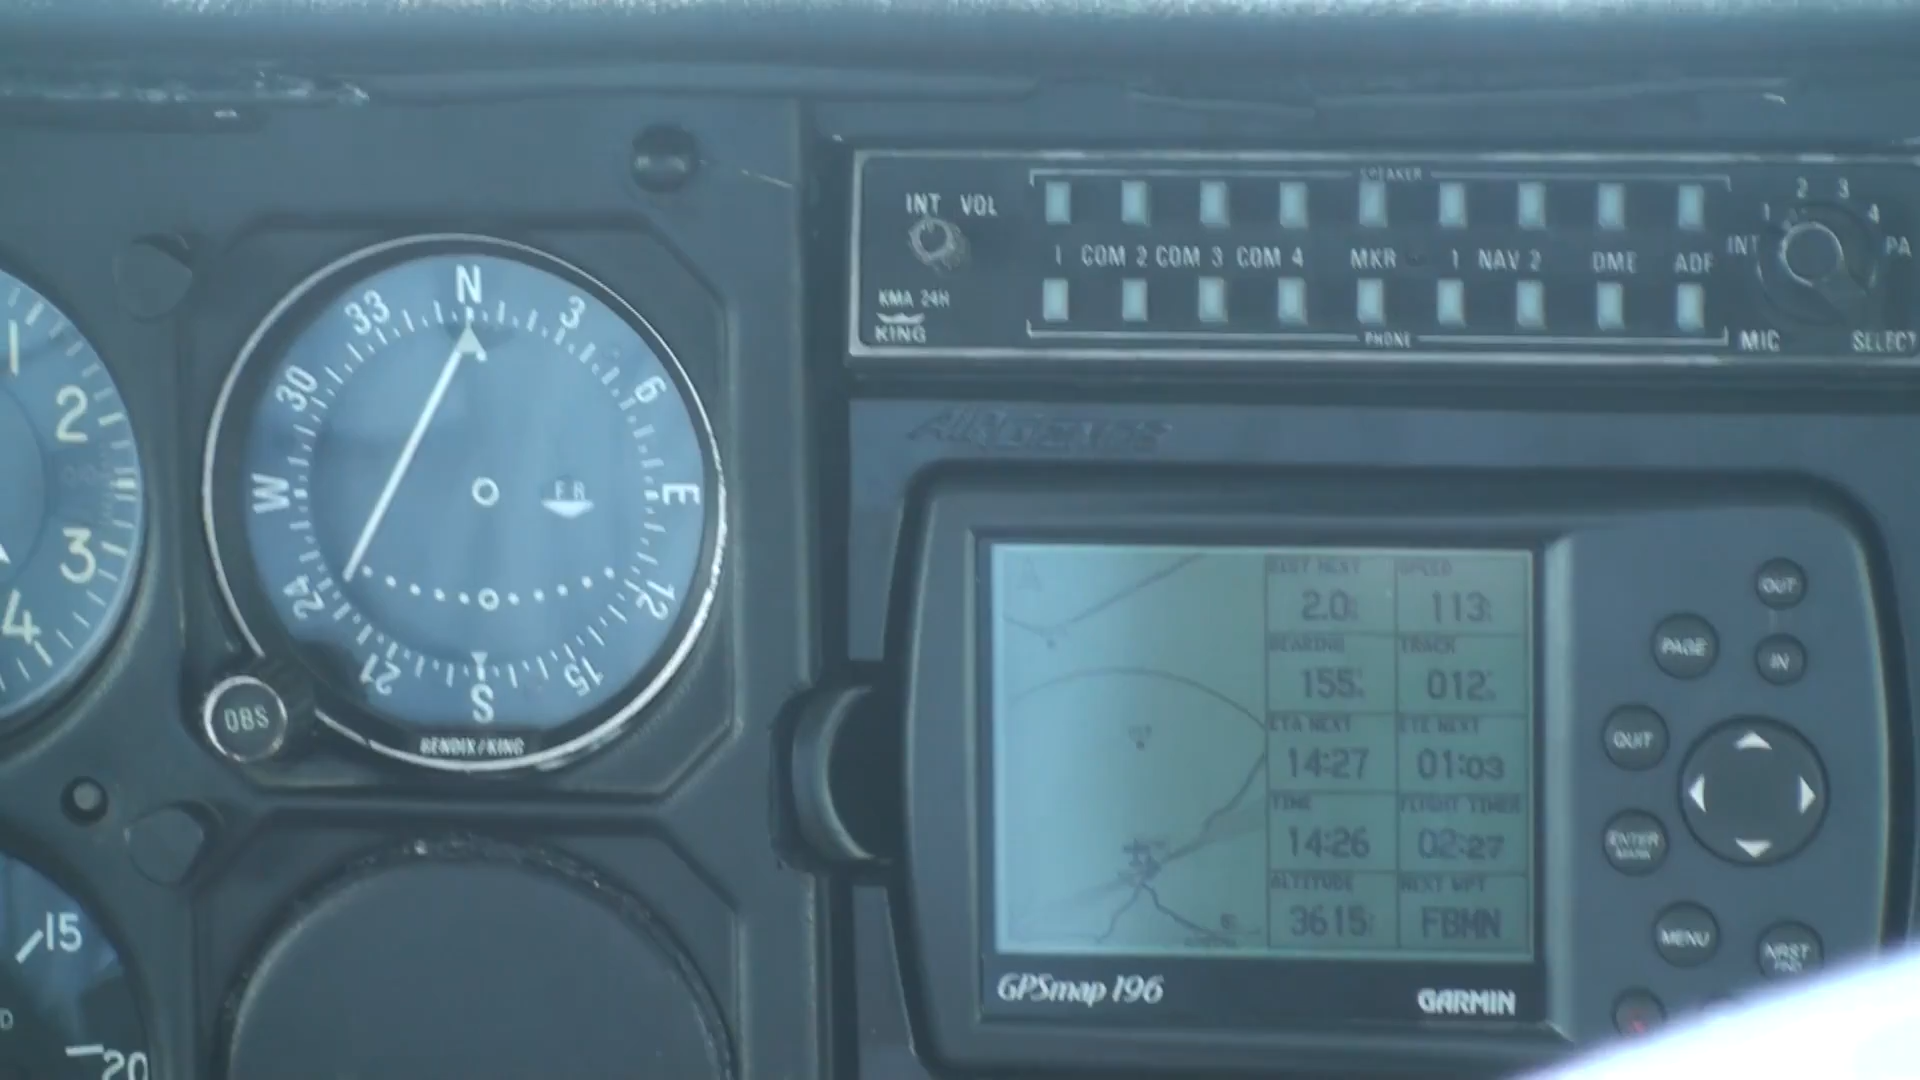 SPEAKER
INT VOL
1 COM 2 COM 3 COM 4 MKR 1 NAV 2 DME ADF
KMA 24H
KING
PHONE
1 2 3 4
INT PA
MIC SELECT
N 3 6 E 12 15 S 21 24 W 30 33
FR
OBS
BENDIX/KING
1
2
3
4
15
20
DIST NEXT SPEED
2.0 113
BEARING TRACK
155 012
ETA NEXT ETE NEXT
14:27 01:03
TIME FLIGHT TIMER
14:26 02:27
ALTITUDE NEXT WPT
3615 FBMN
GPSmap 196
GARMIN
OUT
PAGE
IN
QUIT
ENTER
MARK
MENU
NRST
FIND